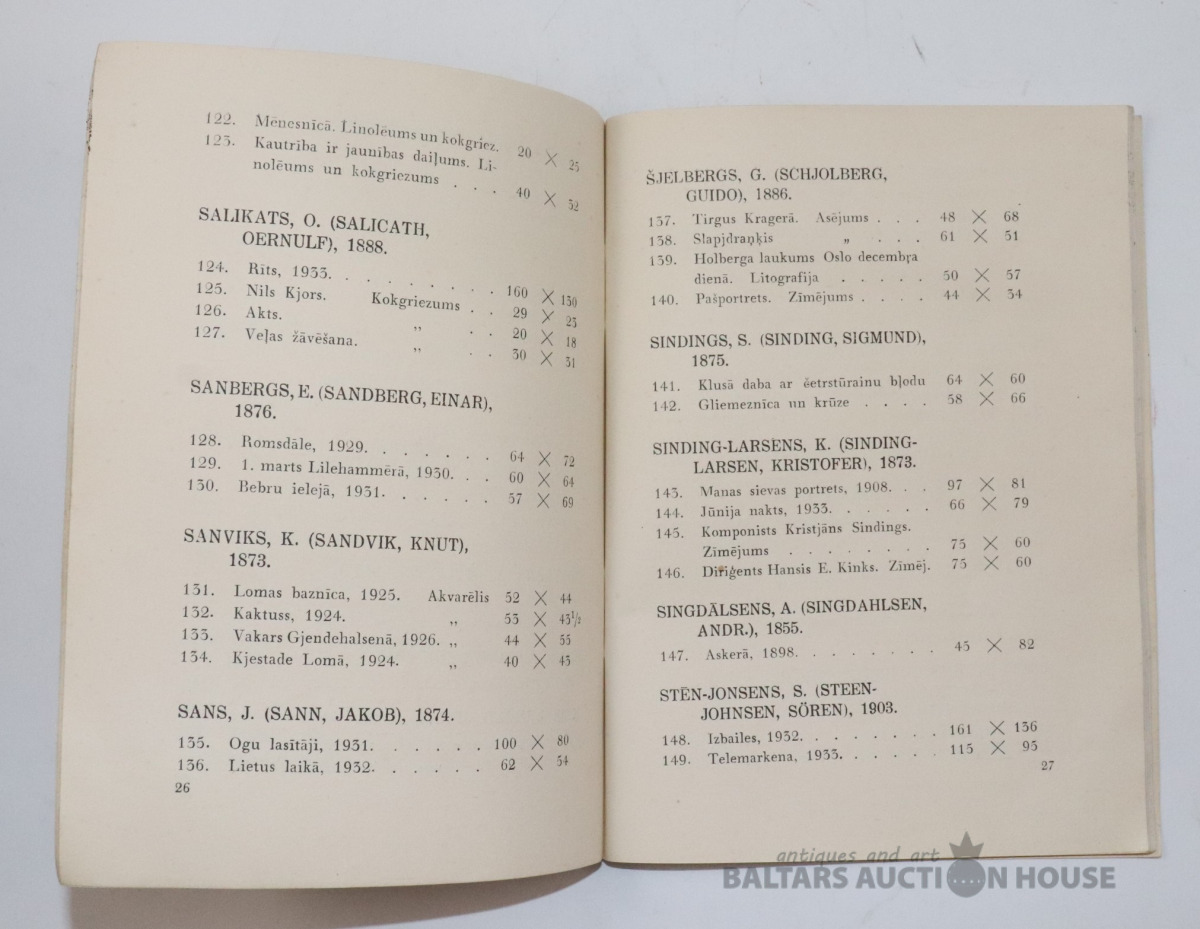 122. Mēnesnīcā. Linolēums un kokgriez. 20 × 25
123. Kautrība ir jaunības daiļums. Li-
nolēums un kokgriezums . . . 40 × 32
SALIKATS, O. (SALICATH,
OERNULF), 1888.
124. Rīts, 1933. . . . . . . . 160 × 130
125. Nils Kjors. Kokgriezums . . 29 × 23
126. Akts. „ . . 20 × 18
127. Veļas žāvēšana. „ . . 30 × 31
SANBERGS, E. (SANDBERG, EINAR),
1876.
128. Romsdāle, 1929. . . . . . . 64 × 72
129. 1. marts Lilehammērā, 1930. . . 60 × 64
130. Bebru ielejā, 1931. . . . . . 57 × 69
SANVIKS, K. (SANDVIK, KNUT),
1873.
131. Lomas baznīca, 1925. Akvarēlis 52 × 44
132. Kaktuss, 1924. „ 53 × 43½
133. Vakars Gjendehalsenā, 1926. „ 44 × 55
134. Kjestade Lomā, 1924. „ 40 × 45
SANS, J. (SANN, JAKOB), 1874.
135. Ogu lasītāji, 1931. . . . . . 100 × 80
136. Lietus laikā, 1932. . . . . . 62 × 54
26
ŠJELBERGS, G. (SCHJOLBERG,
GUIDO), 1886.
137. Tirgus Kragerā. Asējums . . . 48 × 68
138. Slapjdraņķis „ . . . 61 × 51
139. Holberga laukums Oslo decembŗa
dienā. Litografija . . . . . 50 × 57
140. Pašportrets. Zīmējums . . . . 44 × 34
SINDINGS, S. (SINDING, SIGMUND),
1875.
141. Klusā daba ar četrstūrainu bļodu 64 × 60
142. Gliemeznīca un krūze . . . . 58 × 66
SINDING-LARSENS, K. (SINDING-
LARSEN, KRISTOFER), 1873.
143. Manas sievas portrets, 1908. . . 97 × 81
144. Jūnija nakts, 1933. . . . . . 66 × 79
145. Komponists Kristjāns Sindings.
Zīmējums . . . . . . . . 75 × 60
146. Diriģents Hansis E. Kinks. Zīmēj. 75 × 60
SINGDĀLSENS, A. (SINGDAHLSEN,
ANDR.), 1855.
147. Askerā, 1898. . . . . . . . 45 × 82
STĒN-JONSENS, S. (STEEN-
JOHNSEN, SÖREN), 1903.
148. Izbailes, 1932. . . . . . . . 161 × 136
149. Telemarkena, 1933. . . . . . 115 × 95
27
antiques and art
BALTARS AUCTION HOUSE